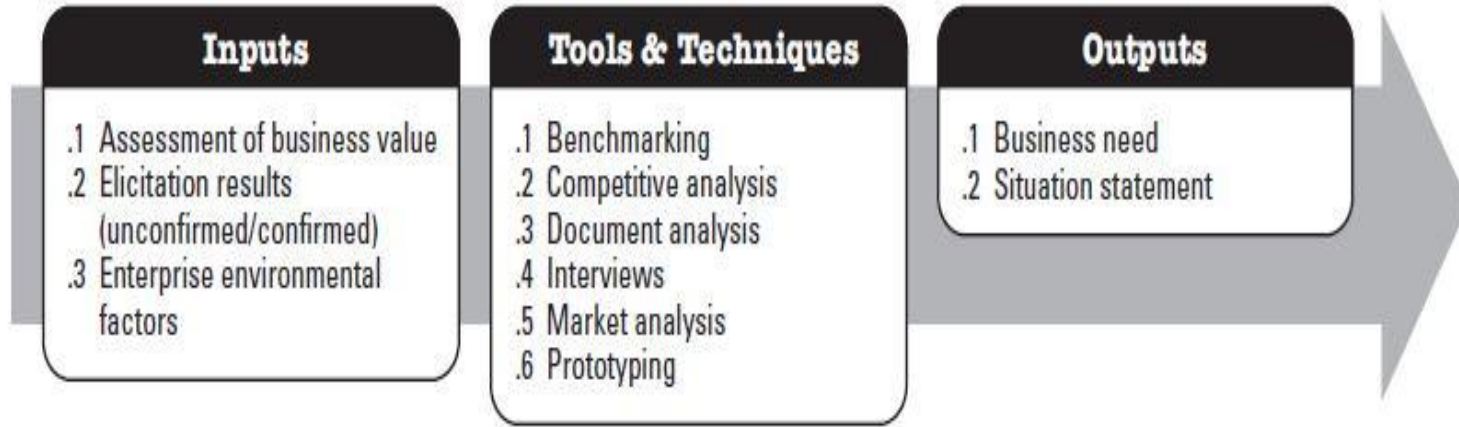 Inputs
.1 Assessment of business value
.2 Elicitation results
(unconfirmed/confirmed)
.3 Enterprise environmental
factors
Tools & Techniques
.1 Benchmarking
.2 Competitive analysis
.3 Document analysis
.4 Interviews
.5 Market analysis
.6 Prototyping
Outputs
.1 Business need
.2 Situation statement